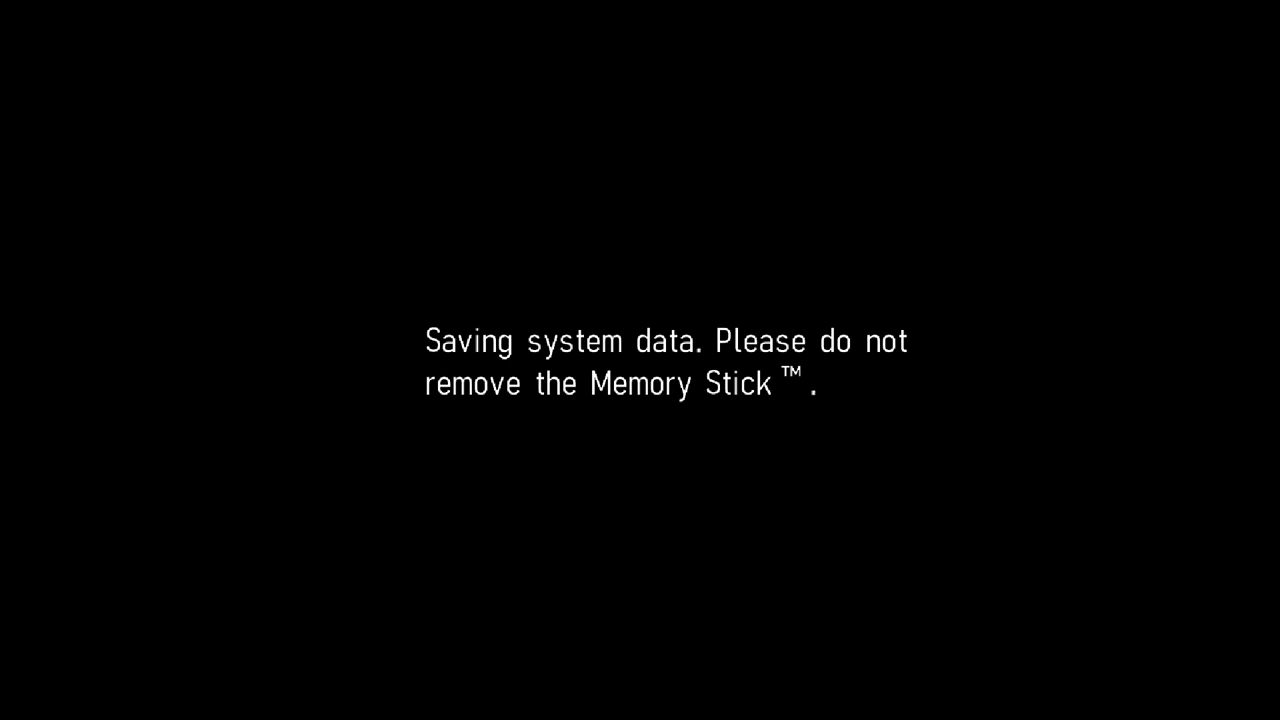 Saving system data. Please do not
remove the Memory Stick™.